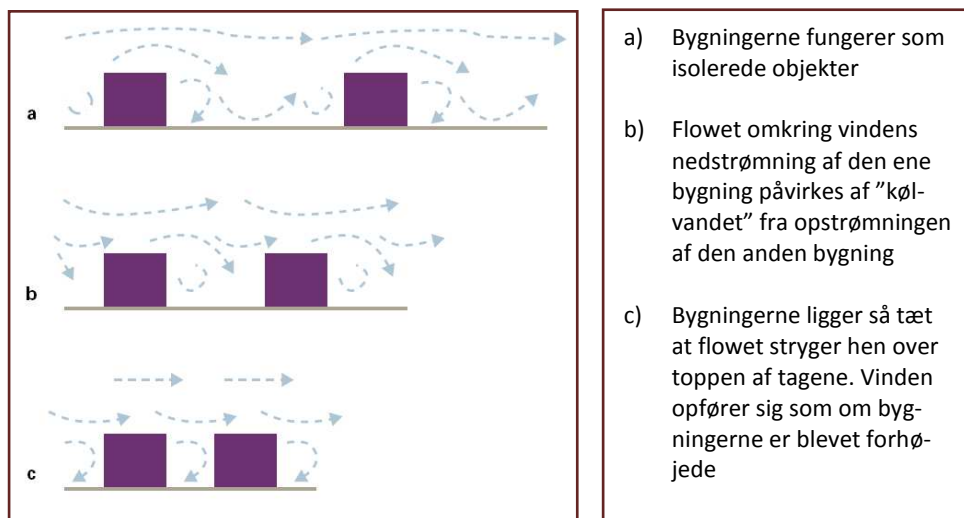 a
b
c
a) Bygningerne fungerer som
isolerede objekter
b) Flowet omkring vindens
nedstrømning af den ene
bygning påvirkes af ”køl-
vandet” fra opstrømningen
af den anden bygning
c) Bygningerne ligger så tæt
at flowet stryger hen over
toppen af tagene. Vinden
opfører sig som om byg-
ningerne er blevet forhø-
jede